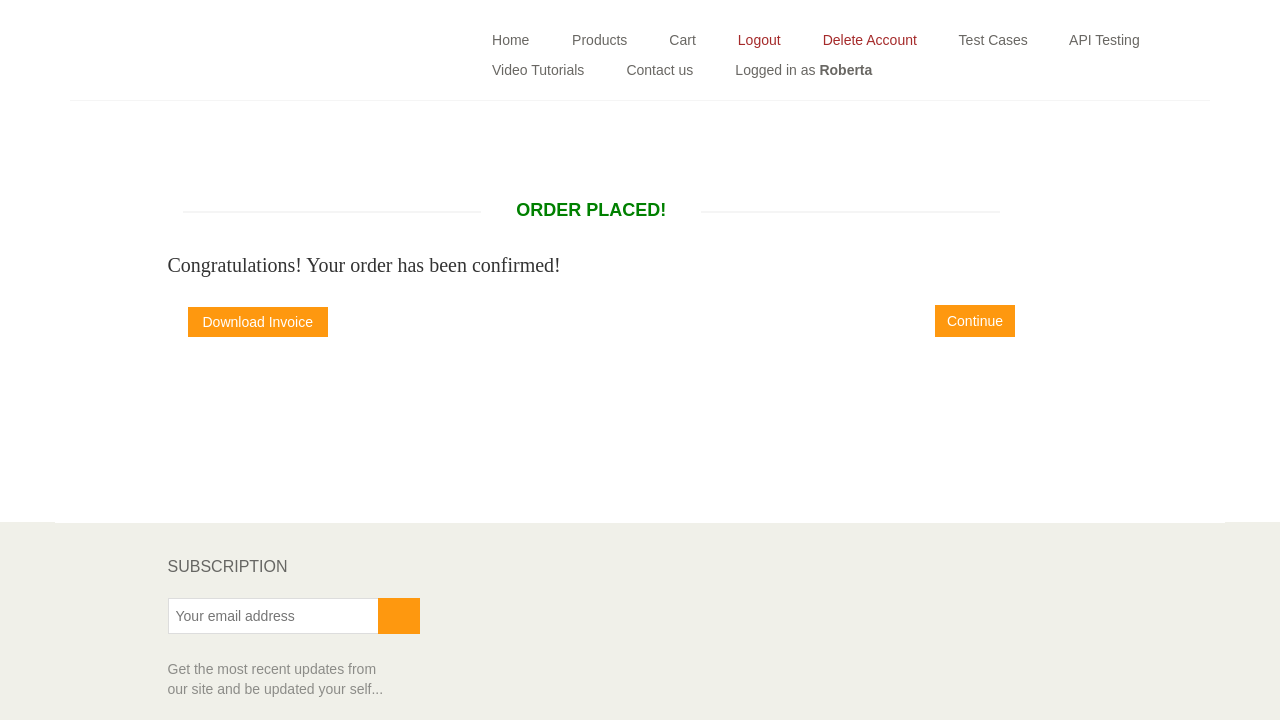 Home Products Cart Logout Delete Account Test Cases API Testing
Video Tutorials Contact us Logged in as Roberta
ORDER PLACED!
Congratulations! Your order has been confirmed!
Download Invoice Continue
SUBSCRIPTION
Your email address
Get the most recent updates from
our site and be updated your self...